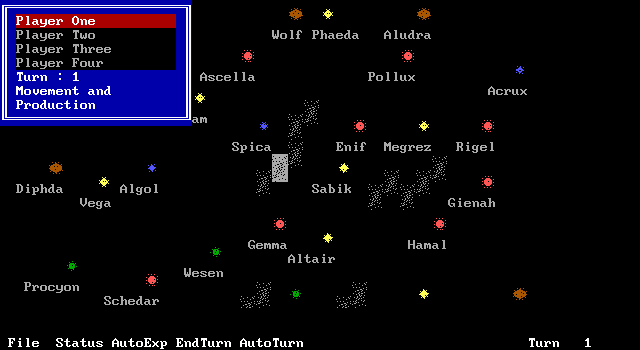 Player One
Player Two
Player Three
Player Four
Turn : 1
Movement and
Production
Wolf Phaeda Aludra
Ascella Pollux
Acrux
am
Spica Enif Megrez Rigel
Diphda Algol Sabik
Vega Gienah
Gemma Hamal
Altair
Wesen
Procyon
Schedar
File Status AutoExp EndTurn AutoTurn Turn 1